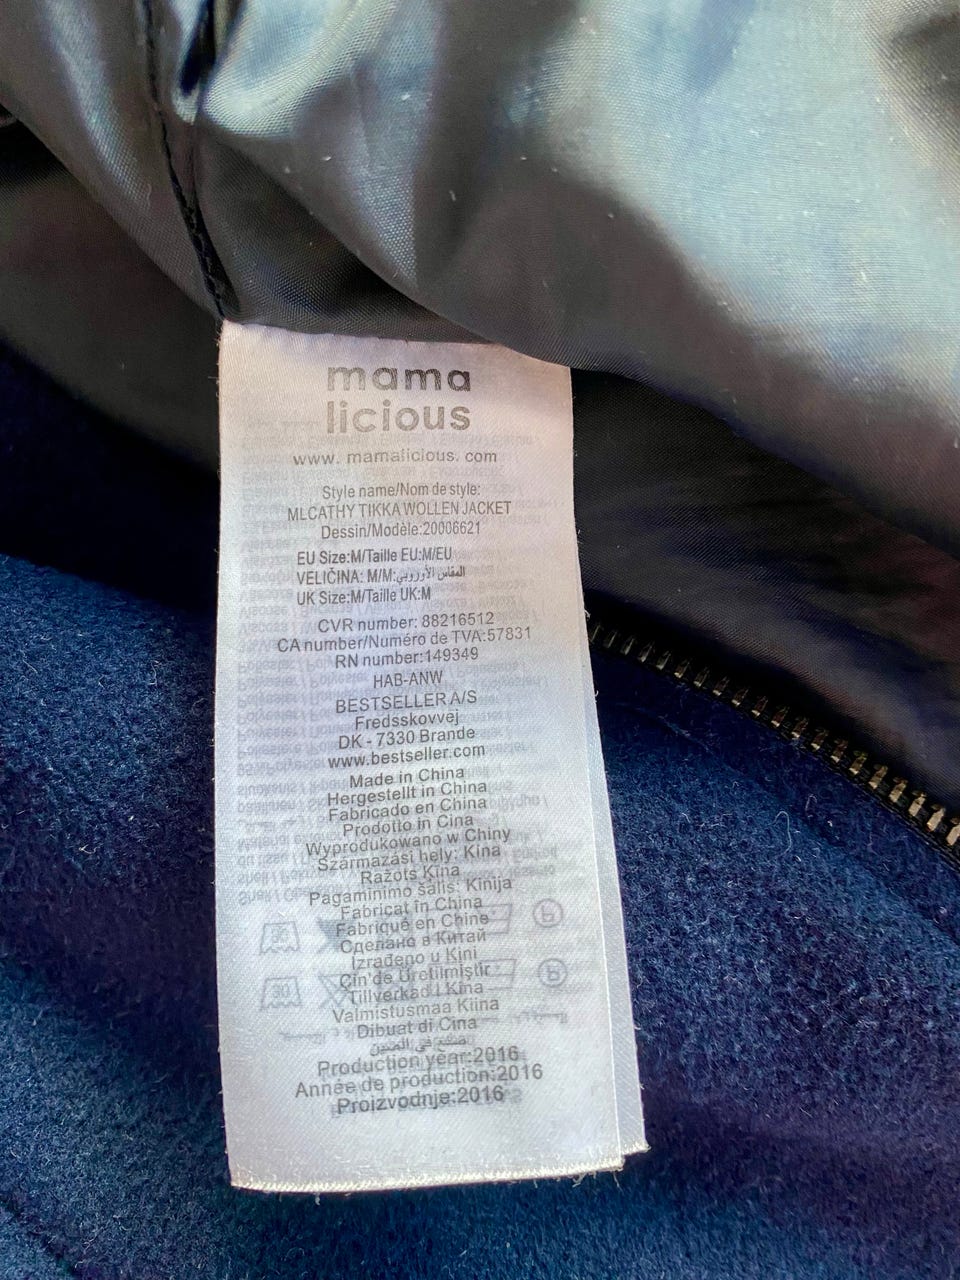 mama
licious
www. mamalicious. com
Style name/Nom de style:
MLCATHY TIKKA WOLLEN JACKET
Dessin/Modèle:20006621
EU Size:M/Taille EU:M/EU
VELIČINA: M/M:المقاس الأوروبي
UK Size:M/Taille UK:M
CVR number: 88216512
CA number/Numéro de TVA:57831
RN number:149349
HAB-ANW
BESTSELLER A/S
Fredsskovvej
DK - 7330 Brande
www.bestseller.com
Made in China
Hergestellt in China
Fabricado en China
Prodotto in Cina
Wyprodukowano w Chiny
Származási hely: Kina
Ražots Kīna
Pagaminimo šalis: Kinija
Fabricat în China
Fabriqué en Chine
Сделано в Китай
Izrađeno u Kini
Çin'de Üretilmiştir
Tillverkad i Kina
Valmistusmaa Kiina
Dibuat di Cina
صنع في الصين
Production year:2016
Année de production:2016
Proizvodnje:2016